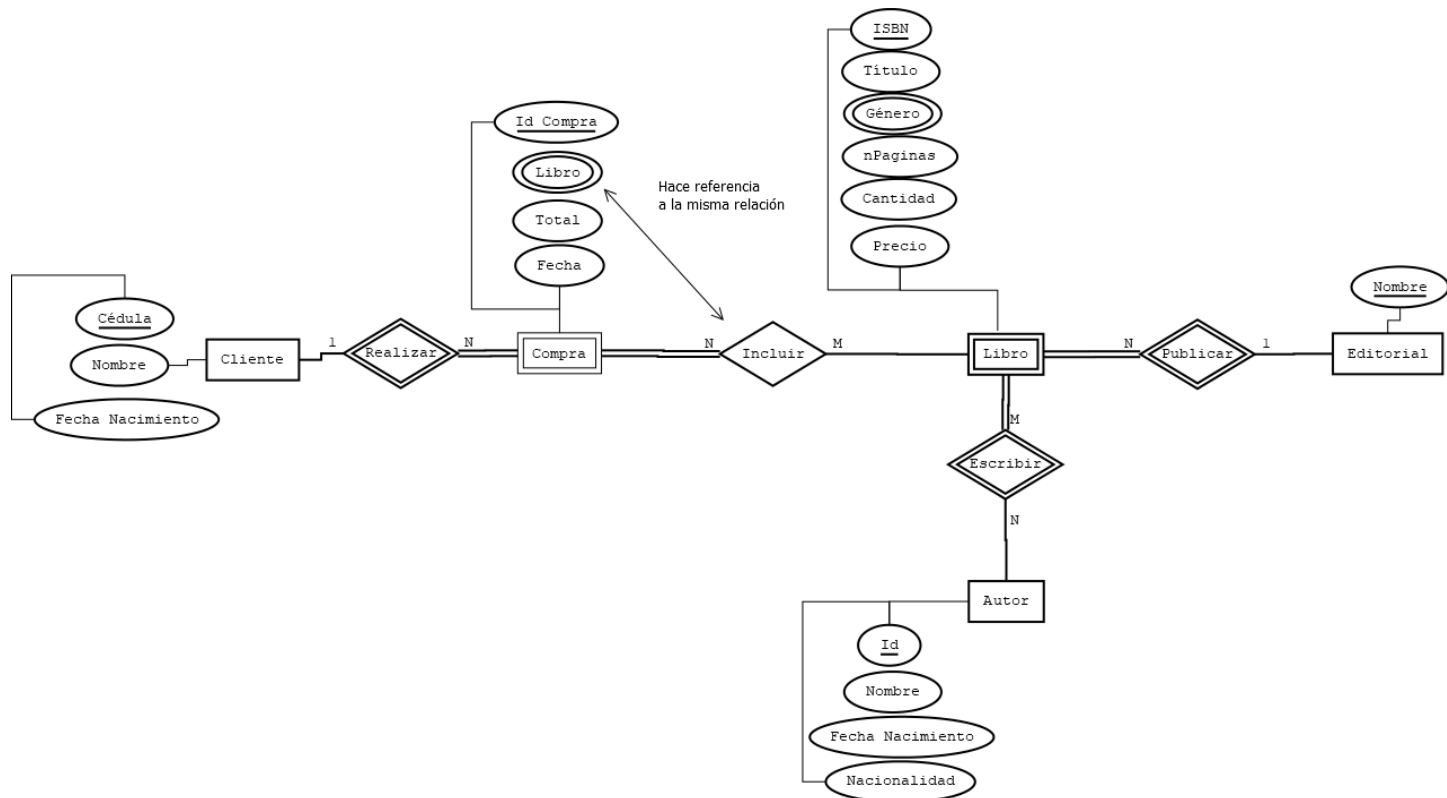 ISBN
Título
Género
nPaginas
Cantidad
Precio
Id Compra
Libro
Total
Fecha
Hace referencia
a la misma relación
Cédula
Nombre
Fecha Nacimiento
Cliente
1
Realizar
N
Compra
N
Incluir
M
Libro
N
Publicar
1
Editorial
Nombre
M
Escribir
N
Autor
Id
Nombre
Fecha Nacimiento
Nacionalidad